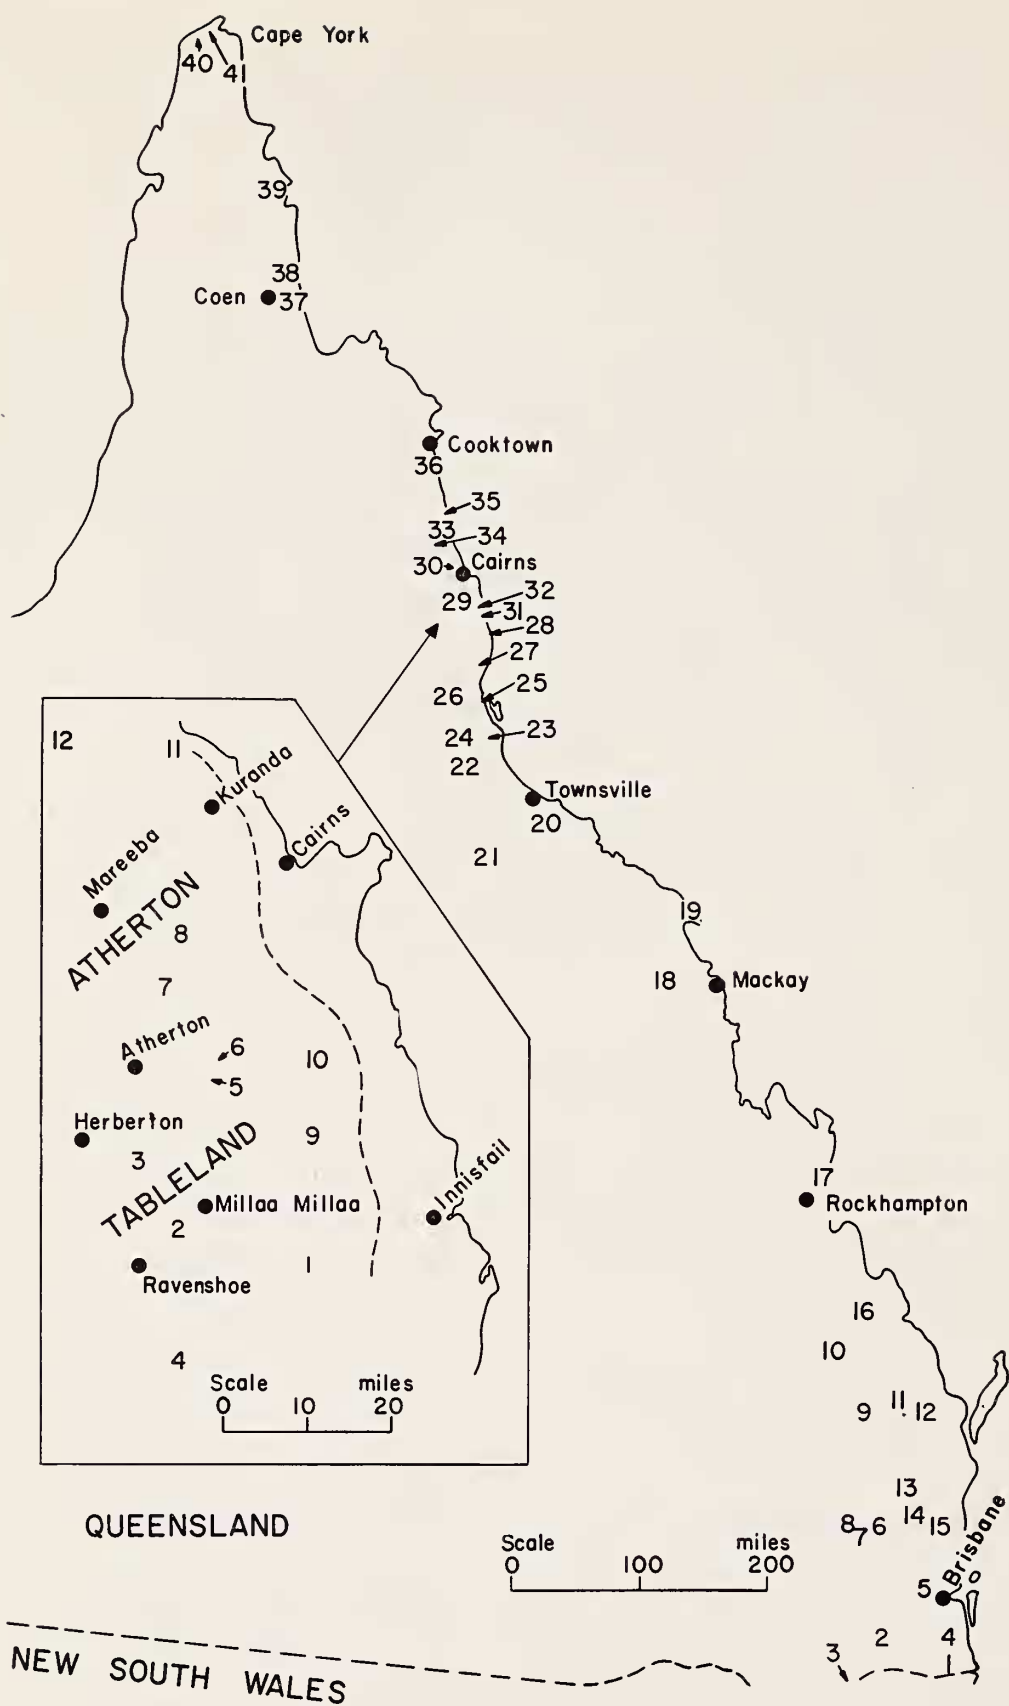 Cape York
40
41
39
38
Coen 37
Cooktown
36
35
33 34
30 Cairns
29 32
31
28
27
26 25
24 23
22
Townsville
20
21
19
18 Mackay
17
Rockhampton
16
10
9 11 12
13
8 7 6 14 15
Brisbane
5
3 2 4
12 11
Kuranda
Cairns
Mareeba
ATHERTON
8
7
Atherton
6
10
5
Herberton
9
3
TABLELAND
Millaa Millaa
Innisfail
2
1
Ravenshoe
4
Scale miles
0 10 20
QUEENSLAND
Scale miles
0 100 200
NEW SOUTH WALES